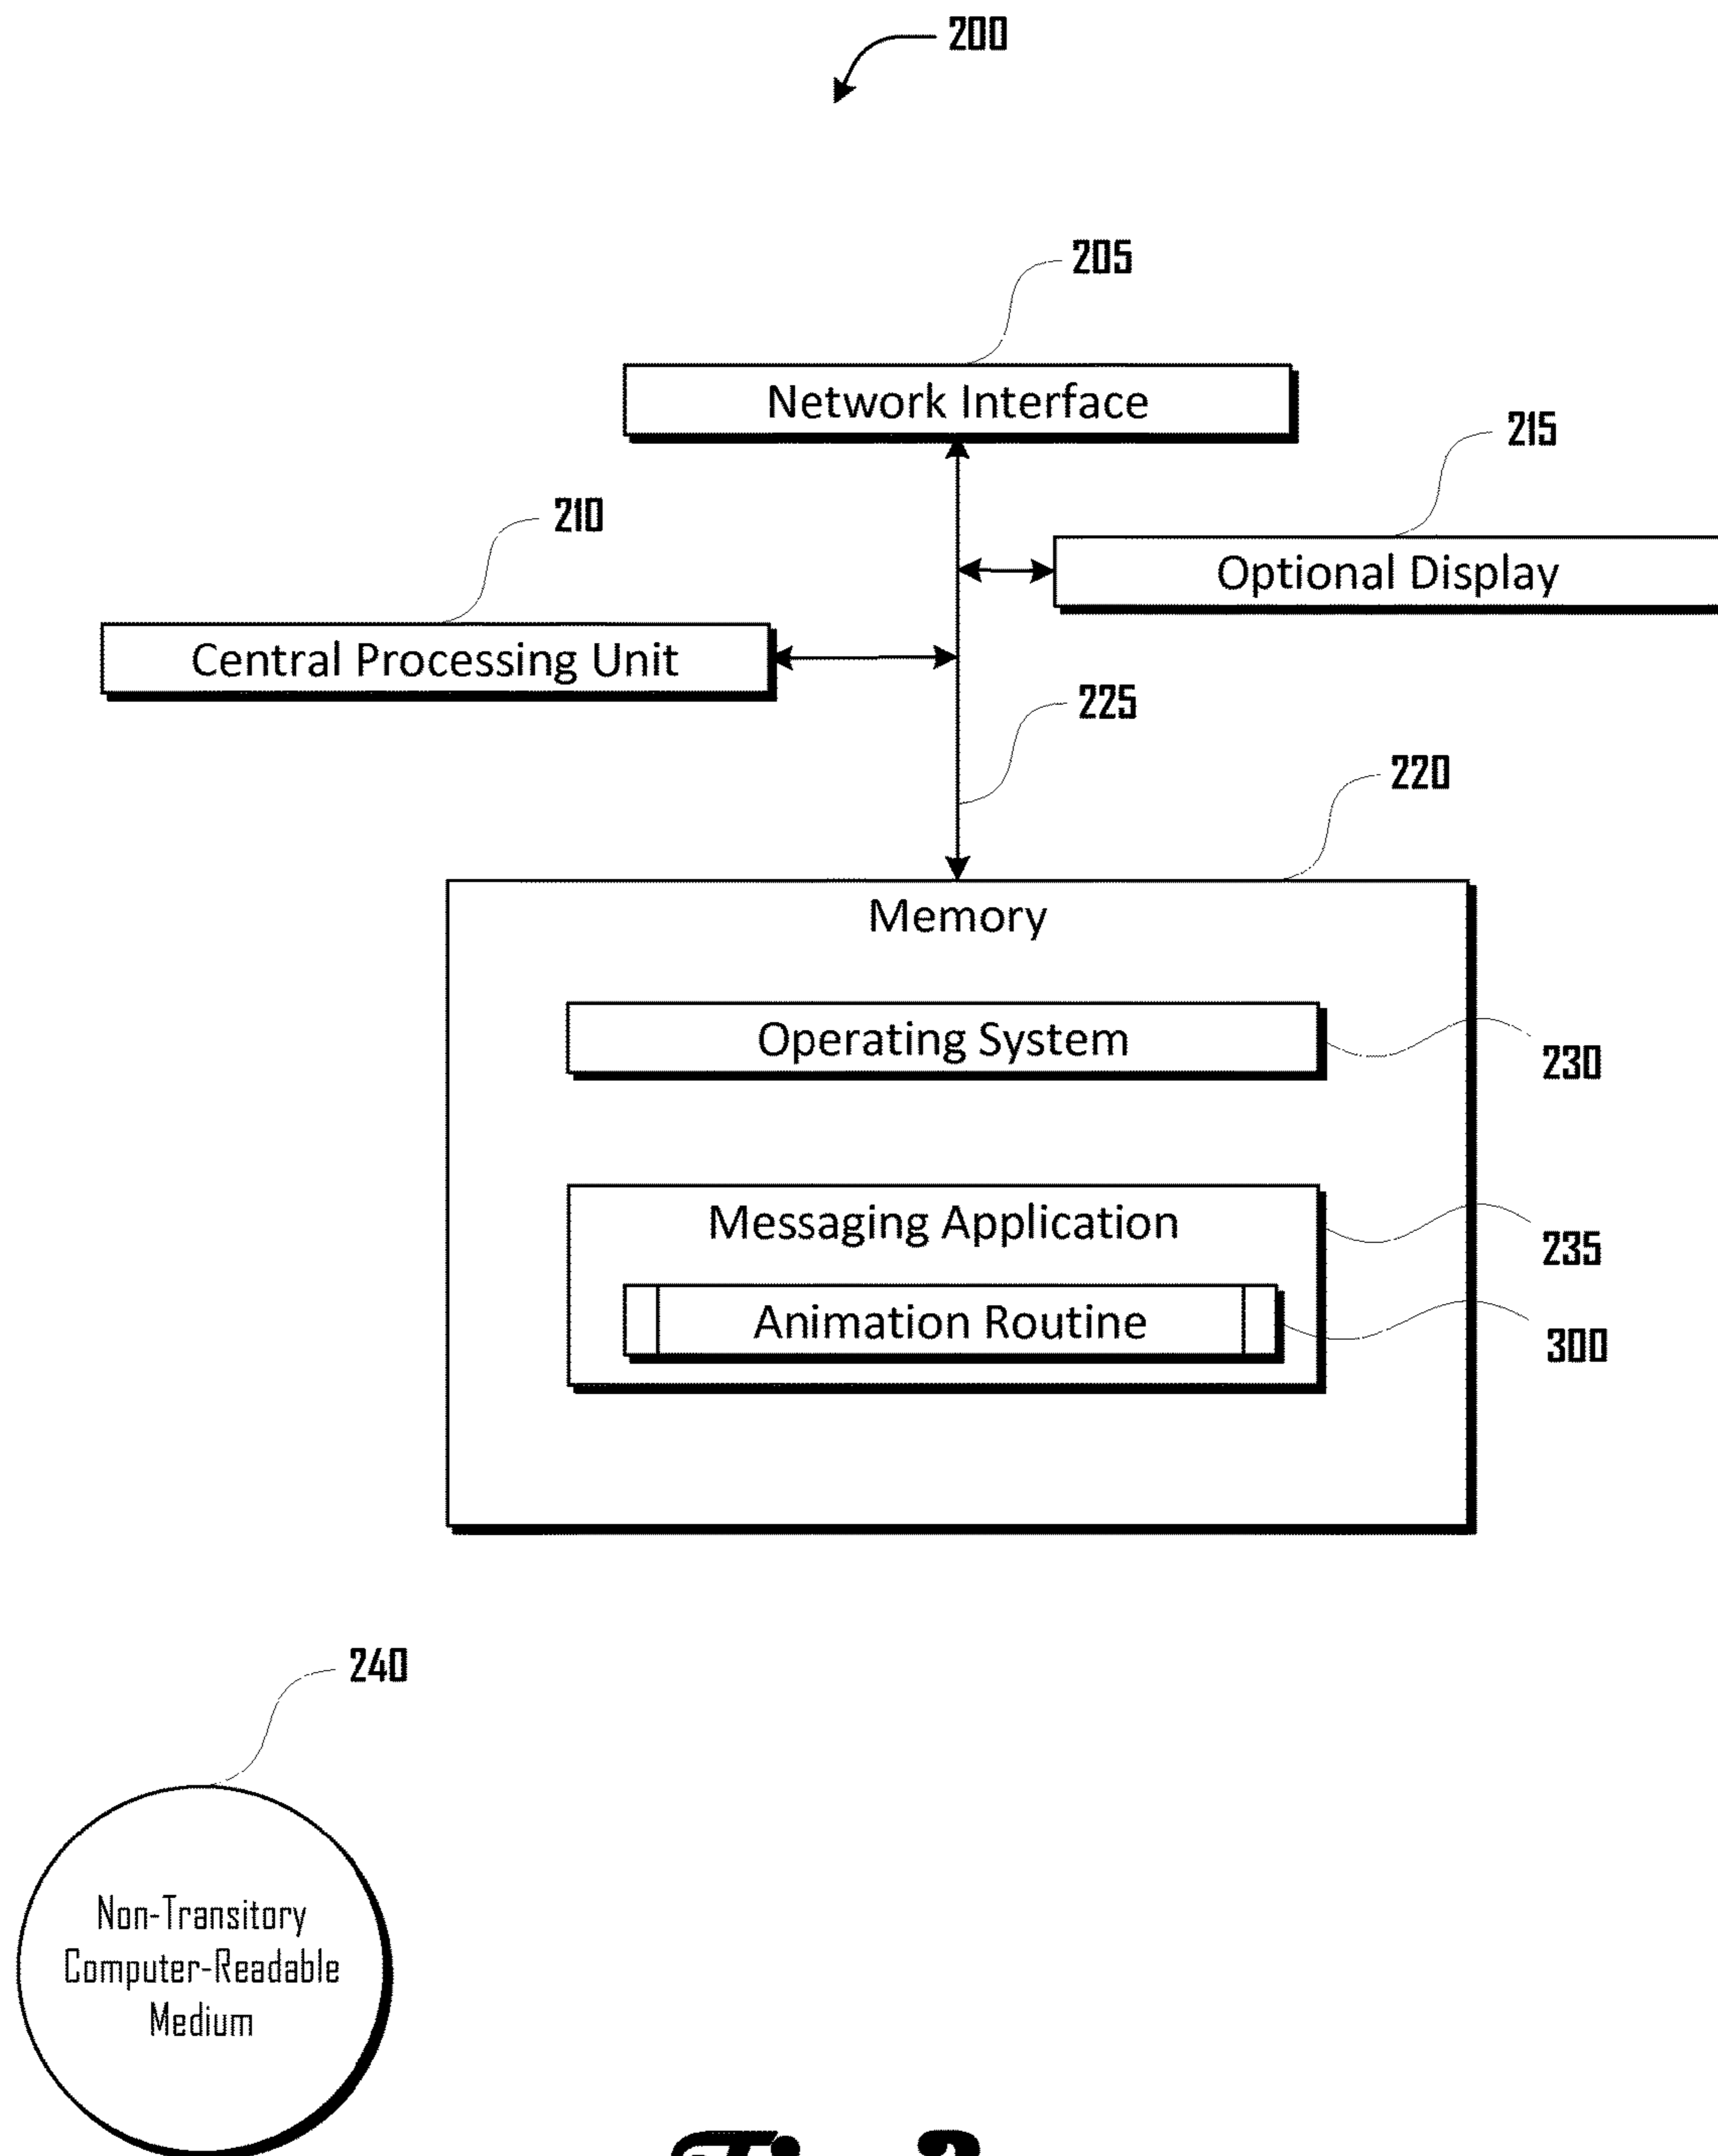 200
205
Network Interface
215
Optional Display
210
Central Processing Unit
225
220
Memory
Operating System
230
Messaging Application
235
Animation Routine
300
240
Non-Transitory
Computer-Readable
Medium